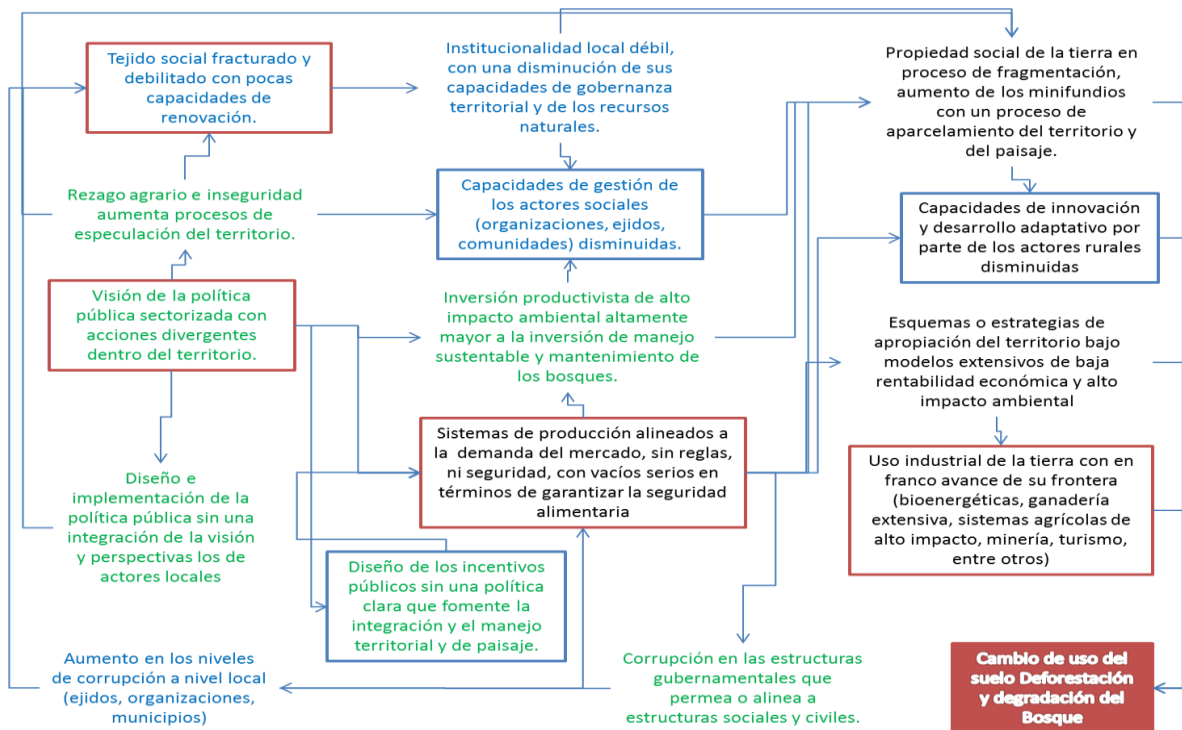 Tejido social fracturado y
debilitado con pocas
capacidades de
renovación.
Institucionalidad local débil,
con una disminución de sus
capacidades de gobernanza
territorial y de los recursos
naturales.
Propiedad social de la tierra en
proceso de fragmentación,
aumento de los minifundios
con un proceso de
aparcelamiento del territorio y
del paisaje.
Rezago agrario e inseguridad
aumenta procesos de
especulación del territorio.
Capacidades de gestión de
los actores sociales
(organizaciones, ejidos,
comunidades) disminuidas.
Capacidades de innovación
y desarrollo adaptativo por
parte de los actores rurales
disminuidas
Visión de la política
pública sectorizada con
acciones divergentes
dentro del territorio.
Inversión productivista de alto
impacto ambiental altamente
mayor a la inversión de manejo
sustentable y mantenimiento de
los bosques.
Esquemas o estrategias de
apropiación del territorio bajo
modelos extensivos de baja
rentabilidad económica y alto
impacto ambiental
Sistemas de producción alineados a
la demanda del mercado, sin reglas,
ni seguridad, con vacíos serios en
términos de garantizar la seguridad
alimentaria
Uso industrial de la tierra con en
franco avance de su frontera
(bioenergéticas, ganadería
extensiva, sistemas agrícolas de
alto impacto, minería, turismo,
entre otros)
Diseño e
implementación de la
política pública sin una
integración de la visión
y perspectivas los de
actores locales
Diseño de los incentivos
públicos sin una política
clara que fomente la
integración y el manejo
territorial y de paisaje.
Aumento en los niveles
de corrupción a nivel local
(ejidos, organizaciones,
municipios)
Corrupción en las estructuras
gubernamentales que
permea o alinea a
estructuras sociales y civiles.
Cambio de uso del
suelo Deforestación
y degradación del
Bosque